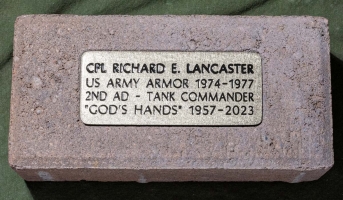 CPL RICHARD E. LANCASTER
US ARMY ARMOR 1974-1977
2ND AD - TANK COMMANDER
"GOD'S HANDS" 1957-2023